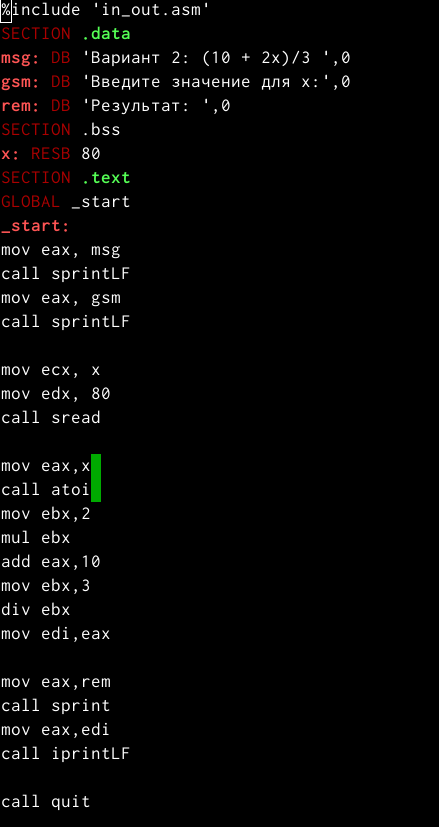 %include 'in_out.asm'
SECTION .data
msg: DB 'Вариант 2: (10 + 2x)/3 ',0
gsm: DB 'Введите значение для x:',0
rem: DB 'Результат: ',0
SECTION .bss
x: RESB 80
SECTION .text
GLOBAL _start
_start:
mov eax, msg
call sprintLF
mov eax, gsm
call sprintLF
mov ecx, x
mov edx, 80
call sread
mov eax,x
call atoi
mov ebx,2
mul ebx
add eax,10
mov ebx,3
div ebx
mov edi,eax
mov eax,rem
call sprint
mov eax,edi
call iprintLF
call quit